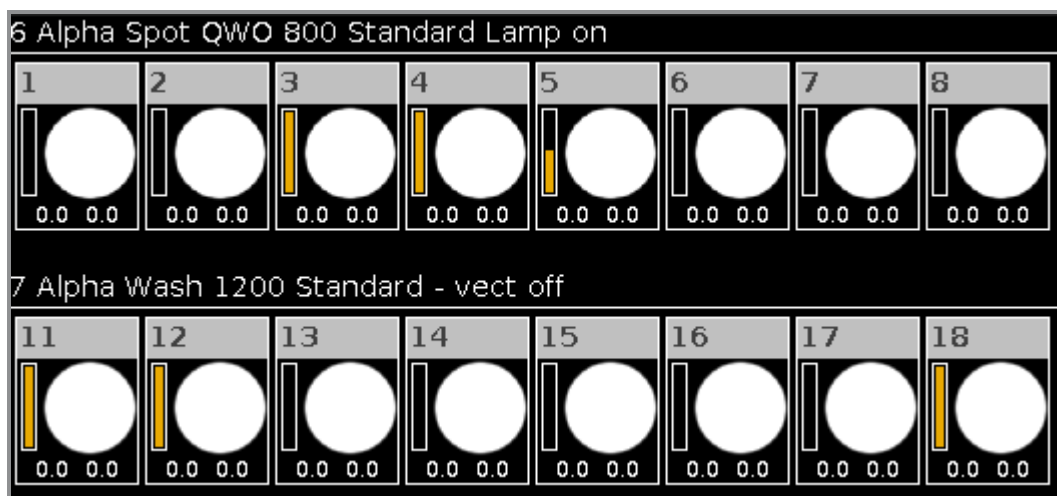 6 Alpha Spot QWO 800 Standard Lamp on
1 2 3 4 5 6 7 8
0.0 0.0 0.0 0.0 0.0 0.0 0.0 0.0 0.0 0.0 0.0 0.0 0.0 0.0 0.0 0.0
7 Alpha Wash 1200 Standard - vect off
11 12 13 14 15 16 17 18
0.0 0.0 0.0 0.0 0.0 0.0 0.0 0.0 0.0 0.0 0.0 0.0 0.0 0.0 0.0 0.0